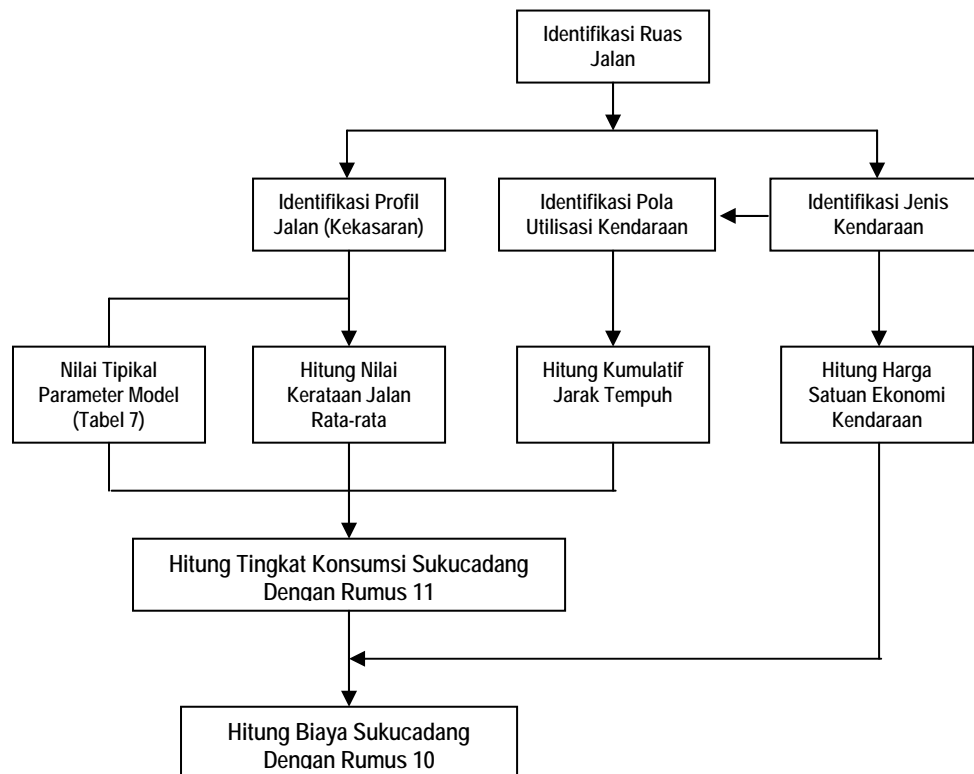 Identifikasi Ruas
Jalan
Identifikasi Profil
Jalan (Kekasaran)
Identifikasi Pola
Utilisasi Kendaraan
Identifikasi Jenis
Kendaraan
Nilai Tipikal
Parameter Model
(Tabel 7)
Hitung Nilai
Kerataan Jalan
Rata-rata
Hitung Kumulatif
Jarak Tempuh
Hitung Harga
Satuan Ekonomi
Kendaraan
Hitung Tingkat Konsumsi Sukucadang
Dengan Rumus 11
Hitung Biaya Sukucadang
Dengan Rumus 10